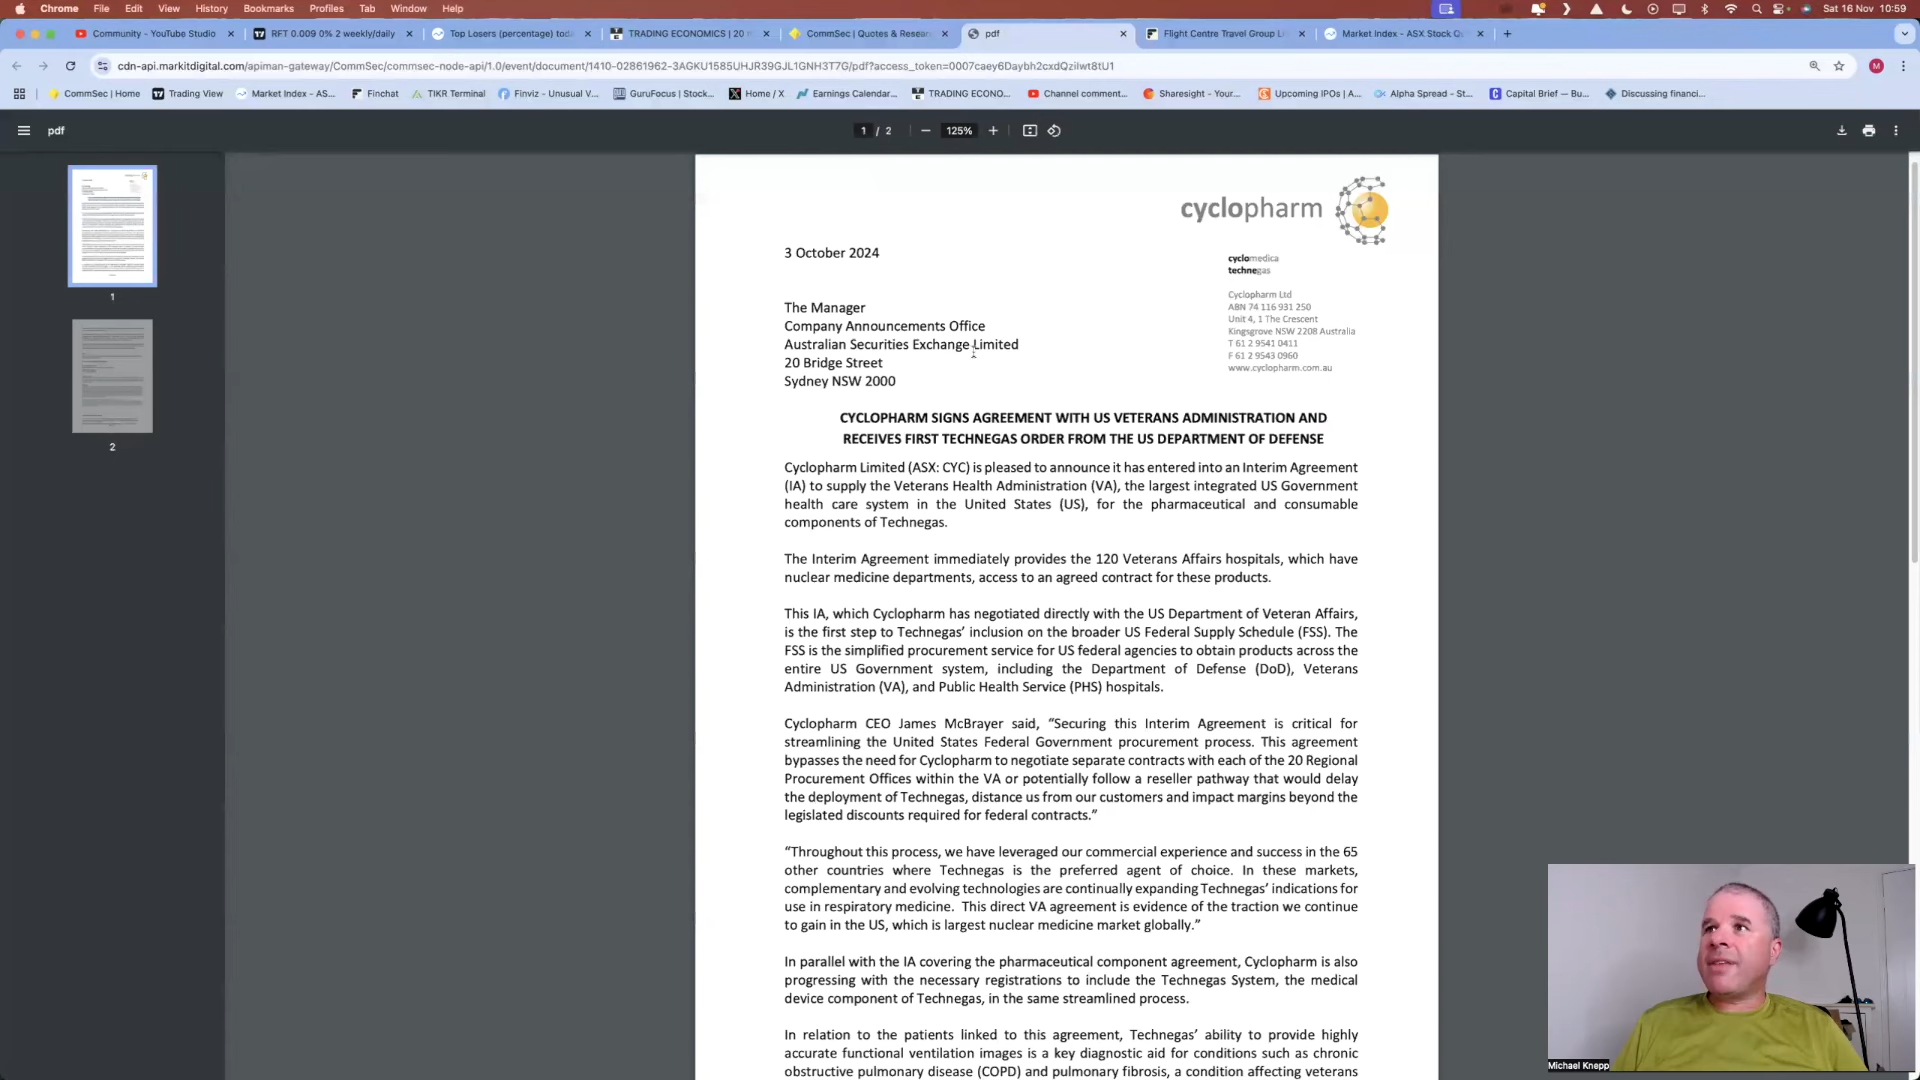 Chrome File Edit View History Bookmarks Profiles Tab Window Help Sat 16 Nov 10:59
Community - YouTube Studio RFT 0.009 0% 2 weekly/daily Top Losers (percentage) tod TRADING ECONOMICS | 20 m CommSec | Quotes & Resea pdf Flight Centre Travel Group Li Market Index - ASX Stock Q
cdn-api.markitdigital.com/apiman-gateway/CommSec/commsec-node-api/1.0/event/document/1410-02861962-3AGKU1585UHJR39GJL1GNH3T7G/pdf?access_token=0007caey6Daybh2cxdQziIwt8tU1 M
CommSec | Home Trading View Market Index - AS... Finchat TIKR Terminal Finviz - Unusual V... GuruFocus | Stock... Home / X Earnings Calendar... TRADING ECONO... Channel comment... Sharesight - Your... Upcoming IPOs | A... Alpha Spread - St... Capital Brief — Bu... Discussing financi...
pdf 1 / 2 125%
1
2
cyclopharm
3 October 2024
cyclomedica
technegas
Cyclopharm Ltd
ABN 74 116 931 250
Unit 4, 1 The Crescent
Kingsgrove NSW 2208 Australia
T 61 2 9541 0411
F 61 2 9543 0960
www.cyclopharm.com.au
The Manager
Company Announcements Office
Australian Securities Exchange Limited
20 Bridge Street
Sydney NSW 2000
CYCLOPHARM SIGNS AGREEMENT WITH US VETERANS ADMINISTRATION AND
RECEIVES FIRST TECHNEGAS ORDER FROM THE US DEPARTMENT OF DEFENSE
Cyclopharm Limited (ASX: CYC) is pleased to announce it has entered into an Interim Agreement
(IA) to supply the Veterans Health Administration (VA), the largest integrated US Government
health care system in the United States (US), for the pharmaceutical and consumable
components of Technegas.
The Interim Agreement immediately provides the 120 Veterans Affairs hospitals, which have
nuclear medicine departments, access to an agreed contract for these products.
This IA, which Cyclopharm has negotiated directly with the US Department of Veteran Affairs,
is the first step to Technegas’ inclusion on the broader US Federal Supply Schedule (FSS). The
FSS is the simplified procurement service for US federal agencies to obtain products across the
entire US Government system, including the Department of Defense (DoD), Veterans
Administration (VA), and Public Health Service (PHS) hospitals.
Cyclopharm CEO James McBrayer said, “Securing this Interim Agreement is critical for
streamlining the United States Federal Government procurement process. This agreement
bypasses the need for Cyclopharm to negotiate separate contracts with each of the 20 Regional
Procurement Offices within the VA or potentially follow a reseller pathway that would delay
the deployment of Technegas, distance us from our customers and impact margins beyond the
legislated discounts required for federal contracts.”
“Throughout this process, we have leveraged our commercial experience and success in the 65
other countries where Technegas is the preferred agent of choice. In these markets,
complementary and evolving technologies are continually expanding Technegas’ indications for
use in respiratory medicine. This direct VA agreement is evidence of the traction we continue
to gain in the US, which is largest nuclear medicine market globally.”
In parallel with the IA covering the pharmaceutical component agreement, Cyclopharm is also
progressing with the necessary registrations to include the Technegas System, the medical
device component of Technegas, in the same streamlined process.
In relation to the patients linked to this agreement, Technegas’ ability to provide highly
accurate functional ventilation images is a key diagnostic aid for conditions such as chronic
obstructive pulmonary disease (COPD) and pulmonary fibrosis, a condition affecting veterans
Michael Knepp